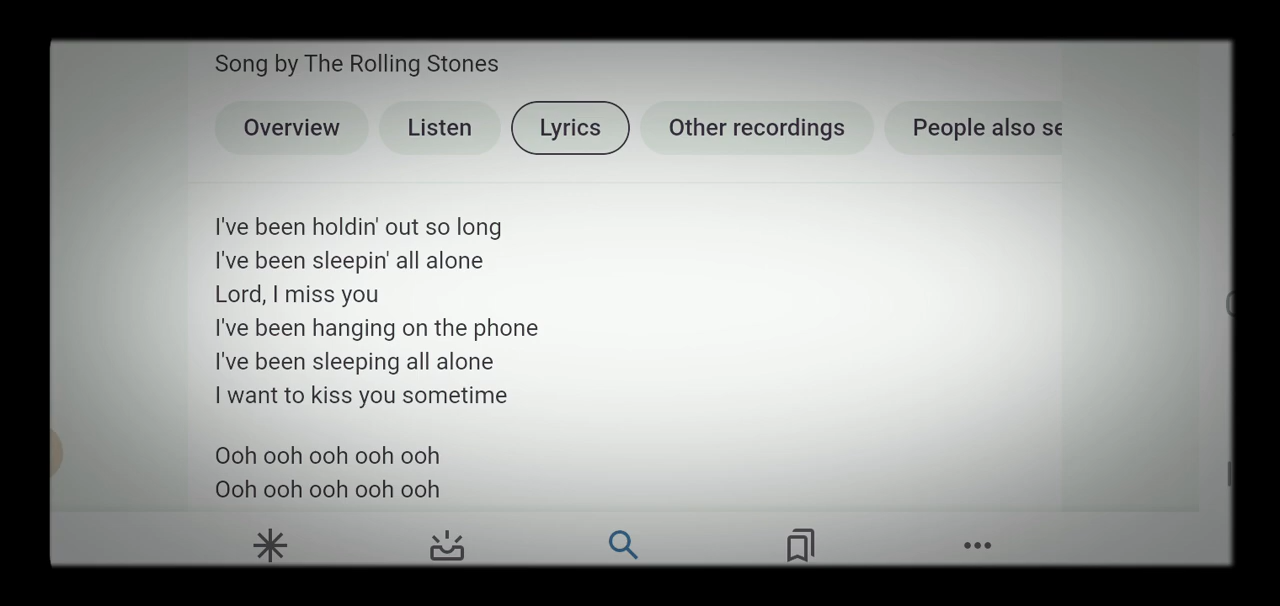 Song by The Rolling Stones
Overview Listen Lyrics Other recordings People also se
I've been holdin' out so long
I've been sleepin' all alone
Lord, I miss you
I've been hanging on the phone
I've been sleeping all alone
I want to kiss you sometime
Ooh ooh ooh ooh ooh
Ooh ooh ooh ooh ooh